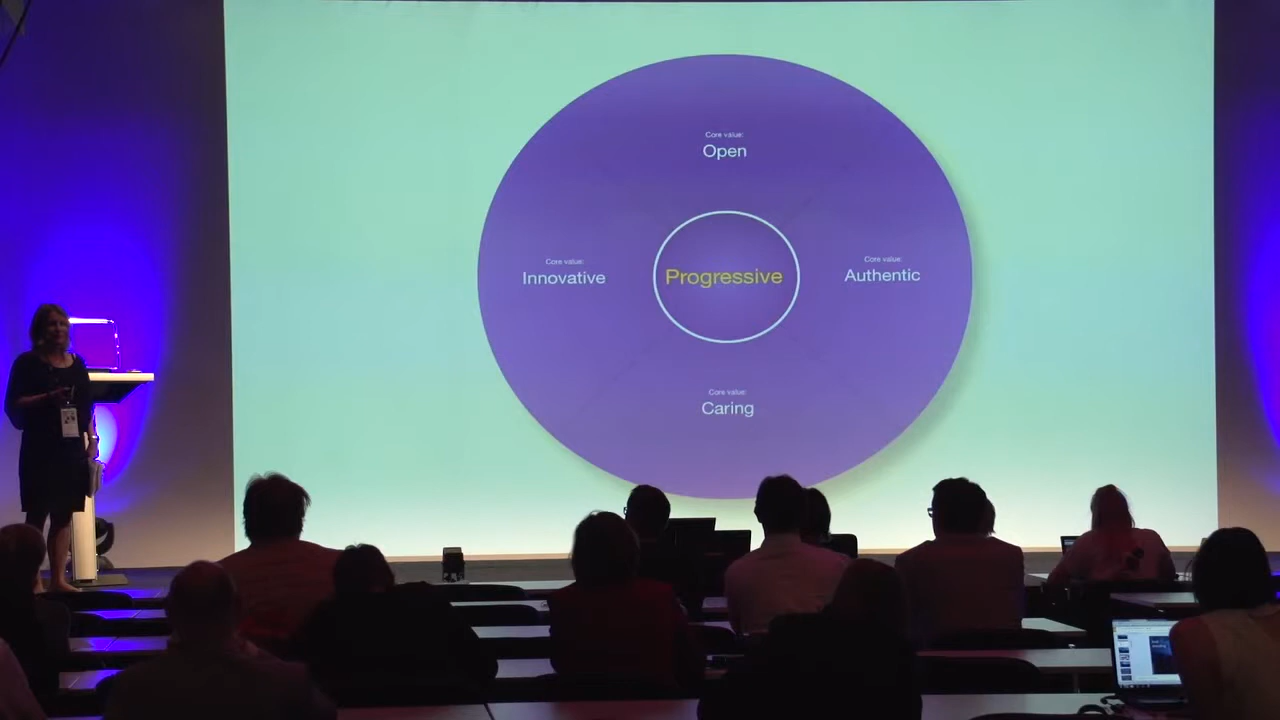 Core value:
Open
Core value:
Innovative
Progressive
Core value:
Authentic
Core value:
Caring